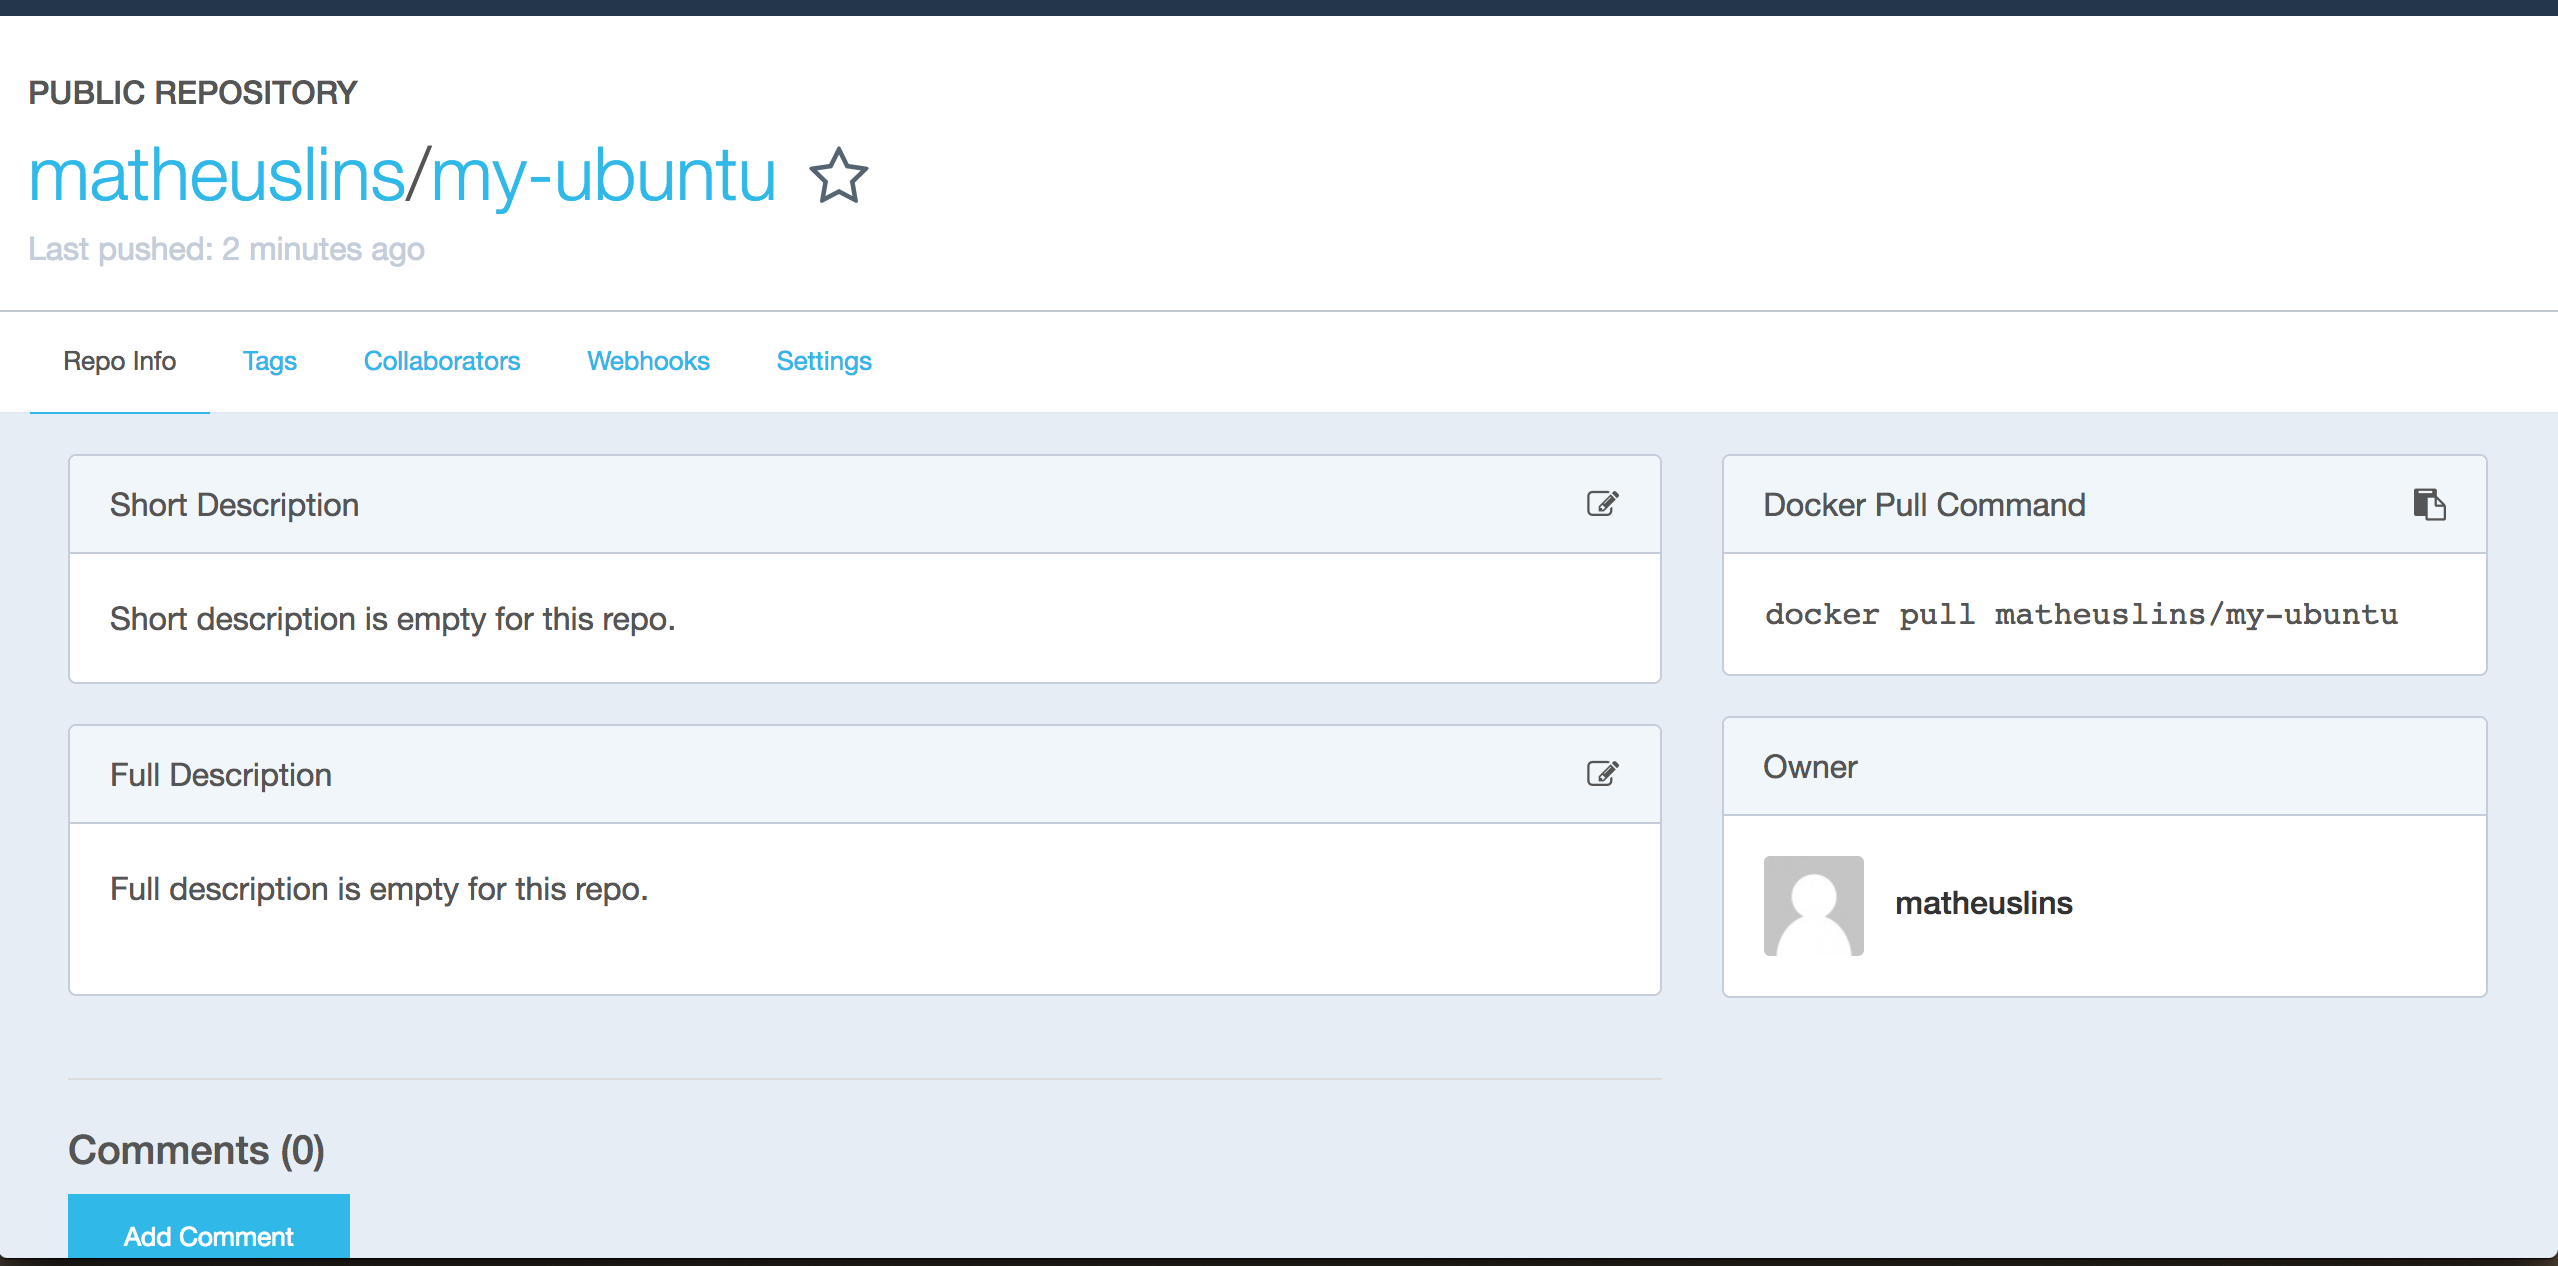 PUBLIC REPOSITORY
matheuslins/my-ubuntu
Last pushed: 2 minutes ago
Repo Info Tags Collaborators Webhooks Settings
Short Description
Short description is empty for this repo.
Full Description
Full description is empty for this repo.
Docker Pull Command
docker pull matheuslins/my-ubuntu
Owner
matheuslins
Comments (0)
Add Comment